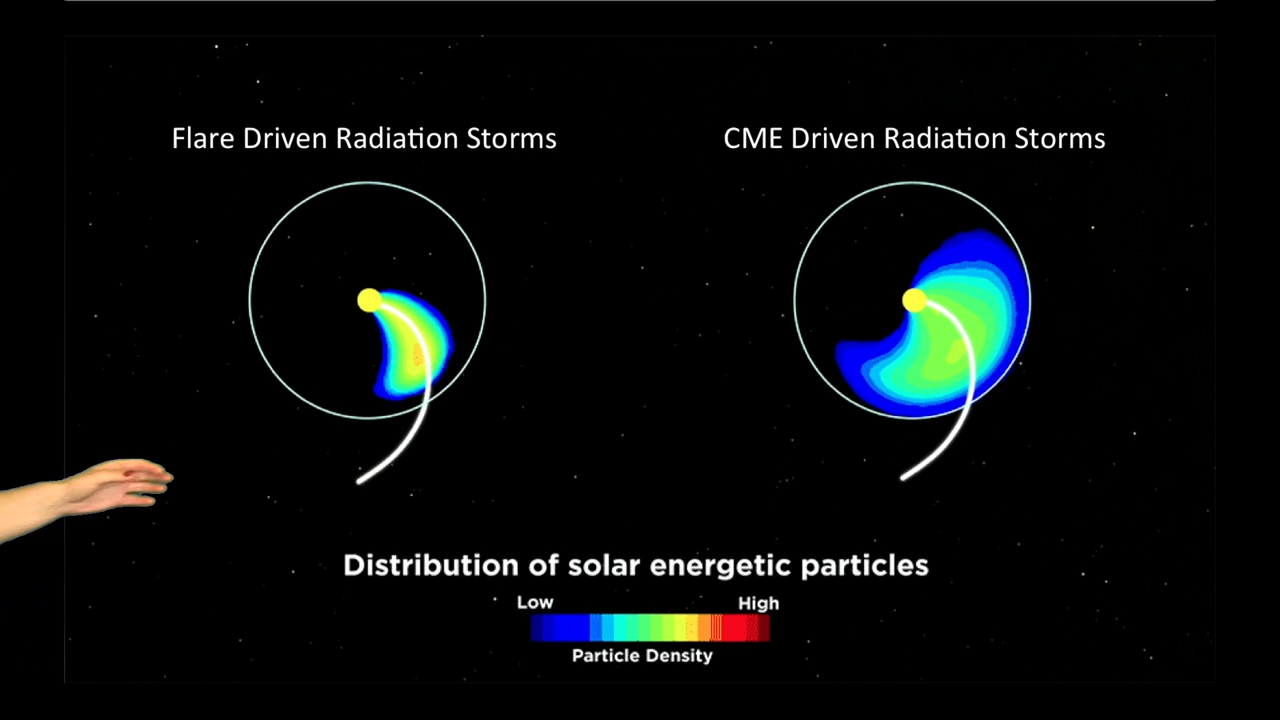 Flare Driven Radiation Storms
CME Driven Radiation Storms
Distribution of solar energetic particles
Low
High
Particle Density